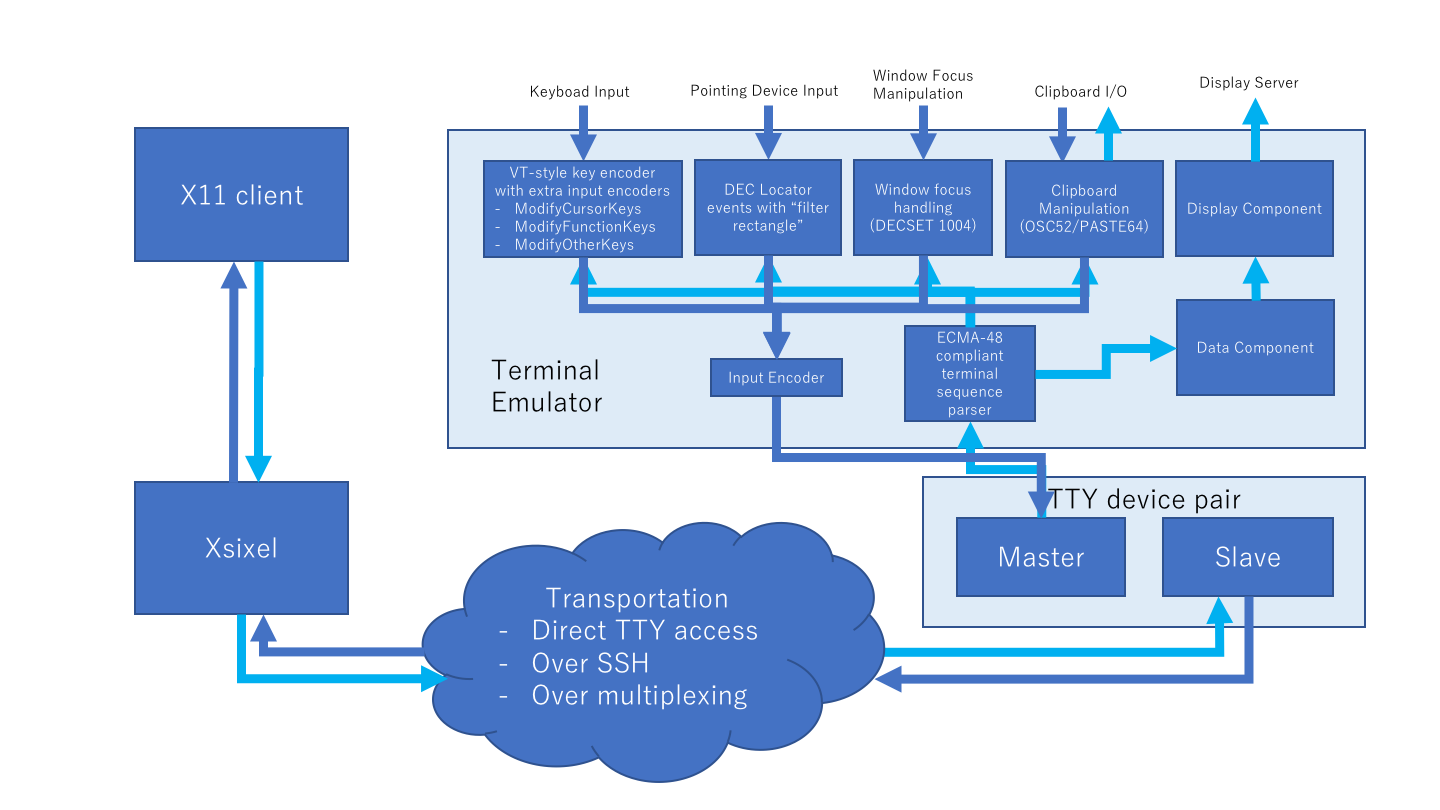 Keyboad Input
Pointing Device Input
Window Focus
Manipulation
Clipboard I/O
Display Server
X11 client
VT-style key encoder
with extra input encoders
- ModifyCursorKeys
- ModifyFunctionKeys
- ModifyOtherKeys
DEC Locator
events with “filter
rectangle”
Window focus
handling
(DECSET 1004)
Clipboard
Manipulation
(OSC52/PASTE64)
Display Component
Terminal
Emulator
Input Encoder
ECMA-48
compliant
terminal
sequence
parser
Data Component
TTY device pair
Master
Slave
Xsixel
Transportation
- Direct TTY access
- Over SSH
- Over multiplexing